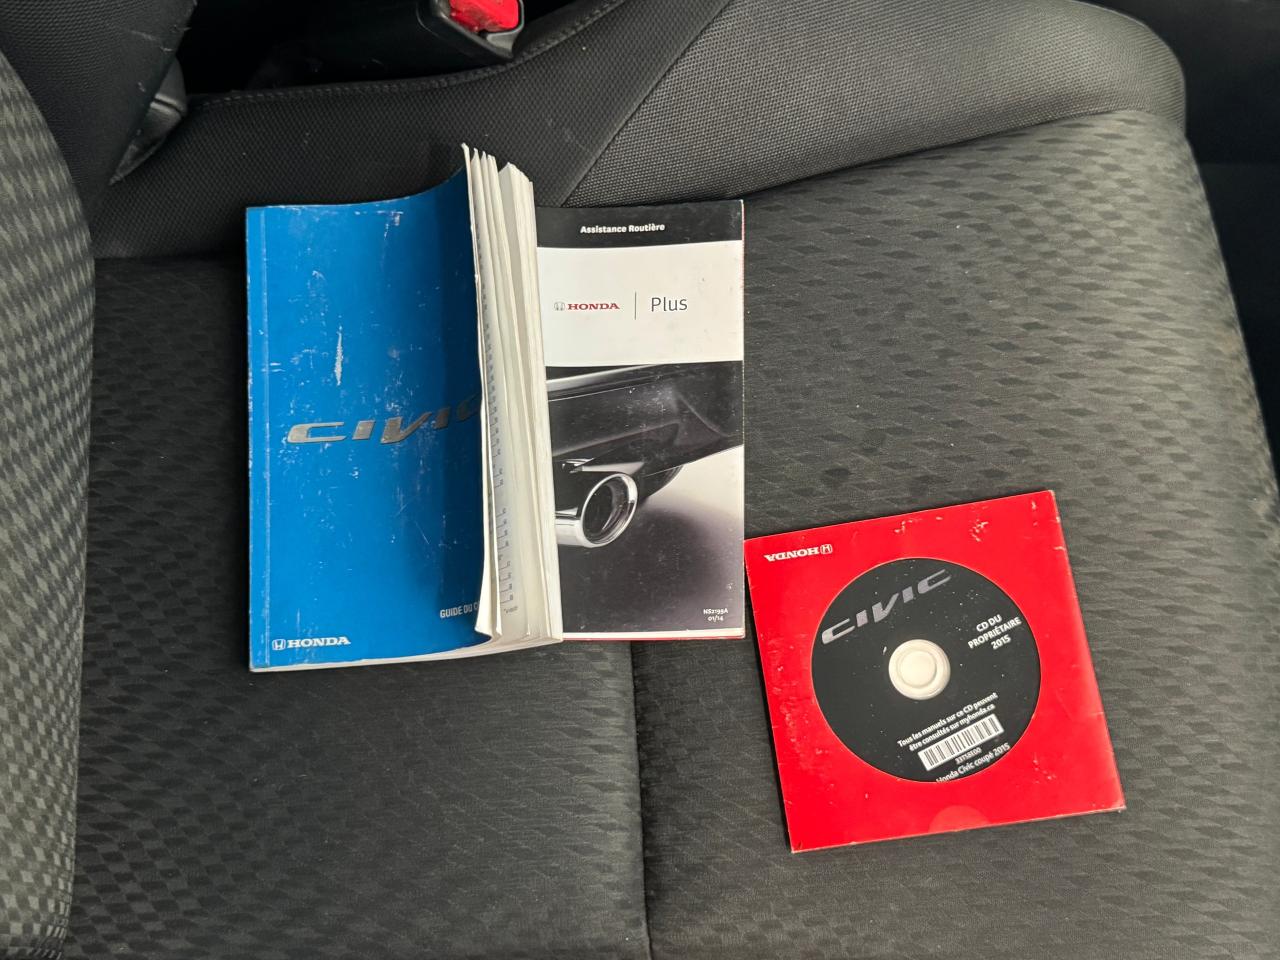 CIVIC
GUIDE DU
HONDA
Assistance Routière
HONDA | Plus
NS2195A
01/14
HONDA
CIVIC
CD DU
PROPRIÉTAIRE
2015
Tous les manuels sur ce CD peuvent
être consultés sur myhonda.ca
Honda Civic coupé 2015